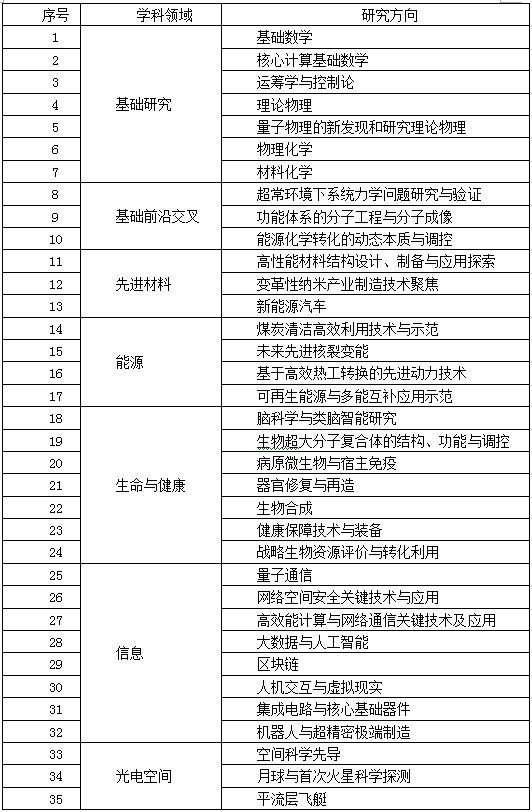 序号 学科领域 研究方向
1 基础数学
2 核心计算基础数学
3 运筹学与控制论
4 基础研究 理论物理
5 量子物理的新发现和研究理论物理
6 物理化学
7 材料化学
8 超常环境下系统力学问题研究与验证
9 基础前沿交叉 功能体系的分子工程与分子成像
10 能源化学转化的动态本质与调控
11 高性能材料结构设计、制备与应用探索
12 先进材料 变革性纳米产业制造技术聚焦
13 新能源汽车
14 煤炭清洁高效利用技术与示范
15 能源 未来先进核裂变能
16 基于高效热工转换的先进动力技术
17 可再生能源与多能互补应用示范
18 脑科学与类脑智能研究
19 生物超大分子复合体的结构、功能与调控
20 病原微生物与宿主免疫
21 生命与健康 器官修复与再造
22 生物合成
23 健康保障技术与装备
24 战略生物资源评价与转化利用
25 量子通信
26 网络空间安全关键技术与应用
27 高效能计算与网络通信关键技术及应用
28 信息 大数据与人工智能
29 区块链
30 人机交互与虚拟现实
31 集成电路与核心基础器件
32 机器人与超精密极端制造
33 空间科学先导
34 光电空间 月球与首次火星科学探测
35 平流层飞艇